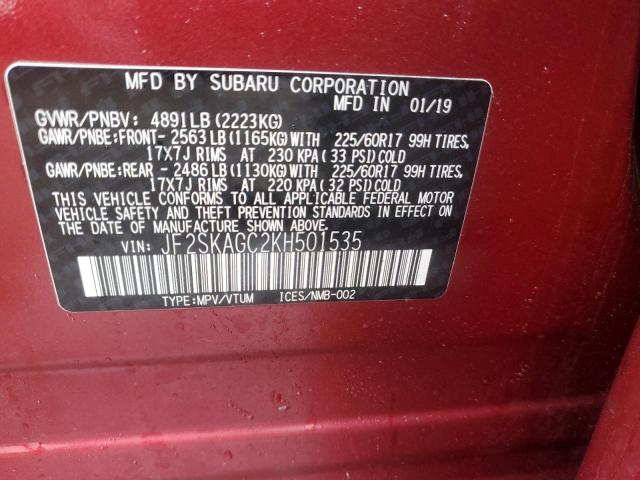 MFD BY SUBARU CORPORATION
MFD IN 01/19
GVWR/PNBV: 4891LB(2223KG)
GAWR/PNBE:FRONT- 2563LB(1165KG)WITH 225/60R17 99H TIRES,
17X7J RIMS AT 230 KPA(33 PSI)COLD
GAWR/PNBE:REAR - 2486LB(1130KG)WITH 225/60R17 99H TIRES,
17X7J RIMS AT 220 KPA(32 PSI)COLD
THIS VEHICLE CONFORMS TO ALL APPLICABLE FEDERAL MOTOR
VEHICLE SAFETY AND THEFT PREVENTION STANDARDS IN EFFECT
ON THE DATE OF MANUFACTURE SHOWN ABOVE.
VIN: JF2SKAGC2KH501535
TYPE:MPV/VTUM ICES/NMB-002